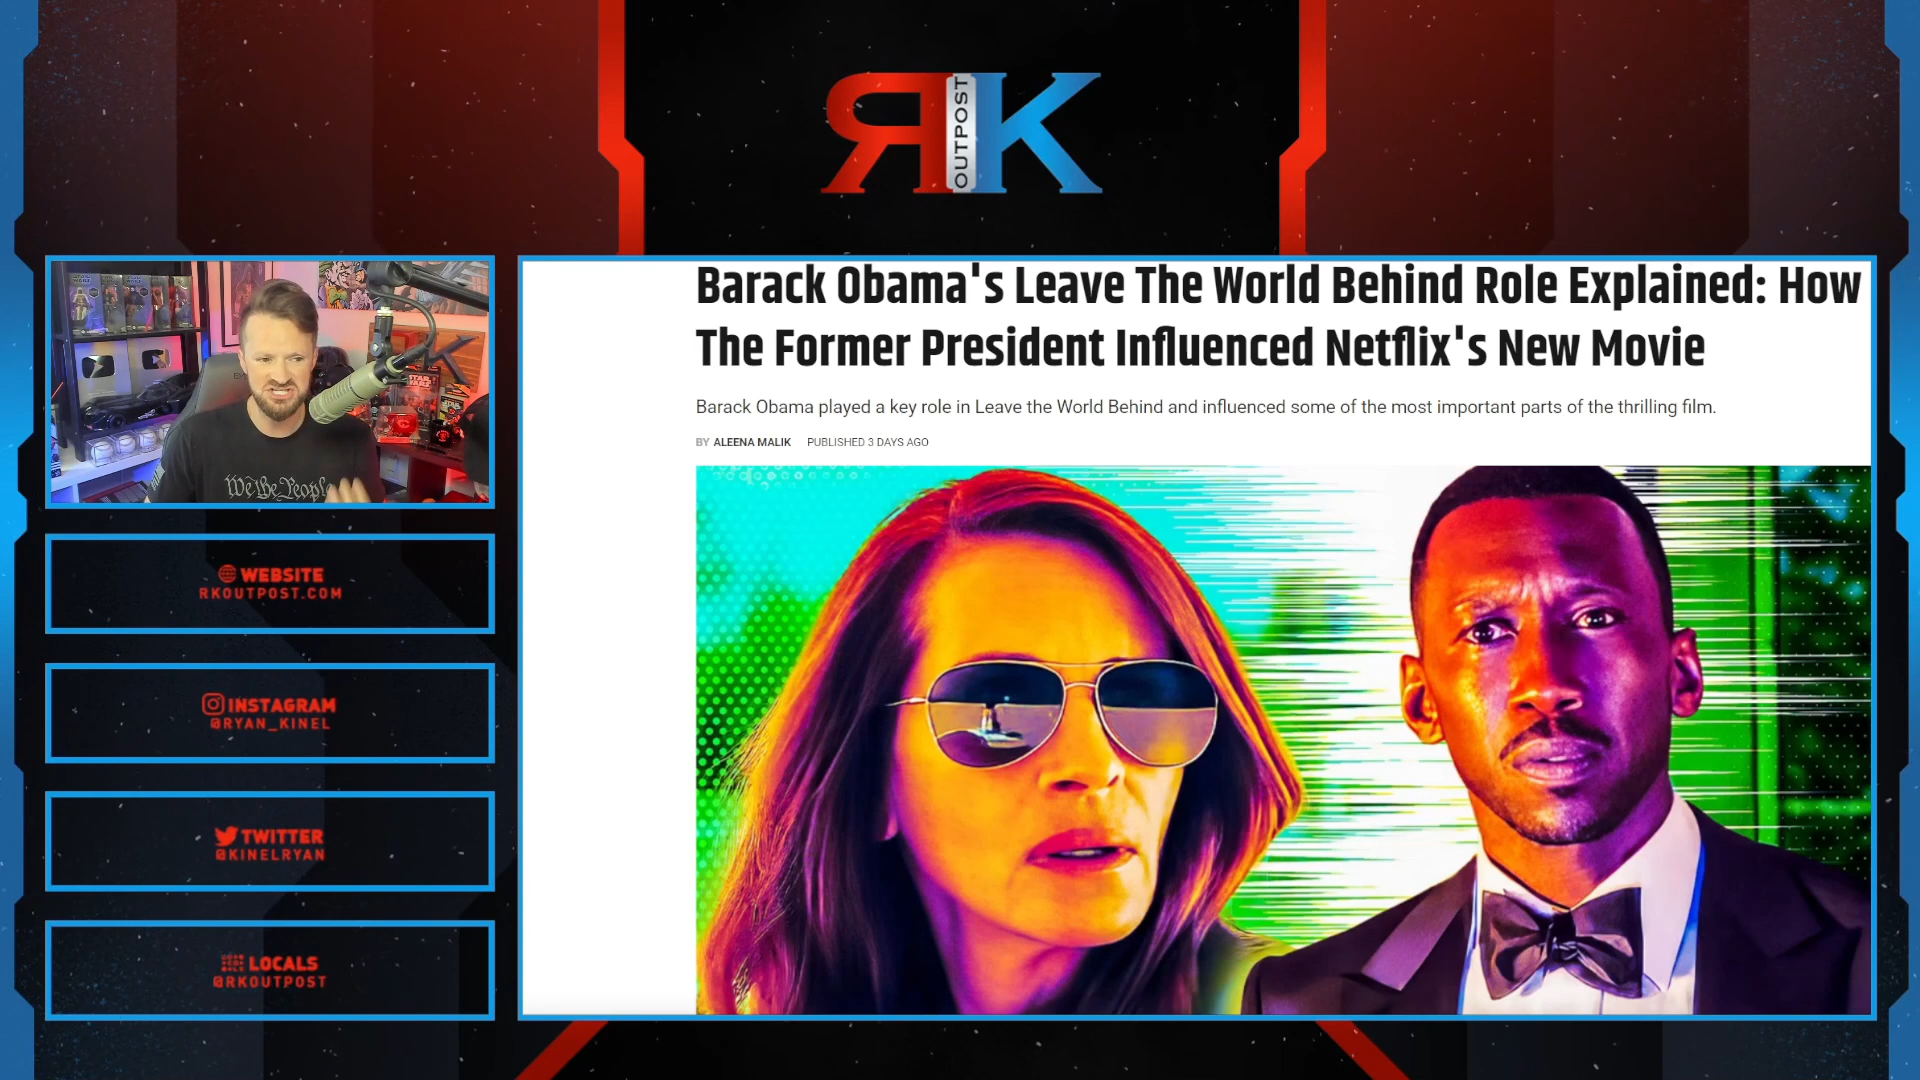 RK
OUTPOST
Barack Obama's Leave The World Behind Role Explained: How
The Former President Influenced Netflix's New Movie
Barack Obama played a key role in Leave the World Behind and influenced some of the most important parts of the thrilling film.
BY ALEENA MALIK PUBLISHED 3 DAYS AGO
We the People
STAR WARS
WEBSITE
RKOUTPOST.COM
INSTAGRAM
@RYAN_KINEL
TWITTER
@KINELRYAN
LOCALS
@RKOUTPOST